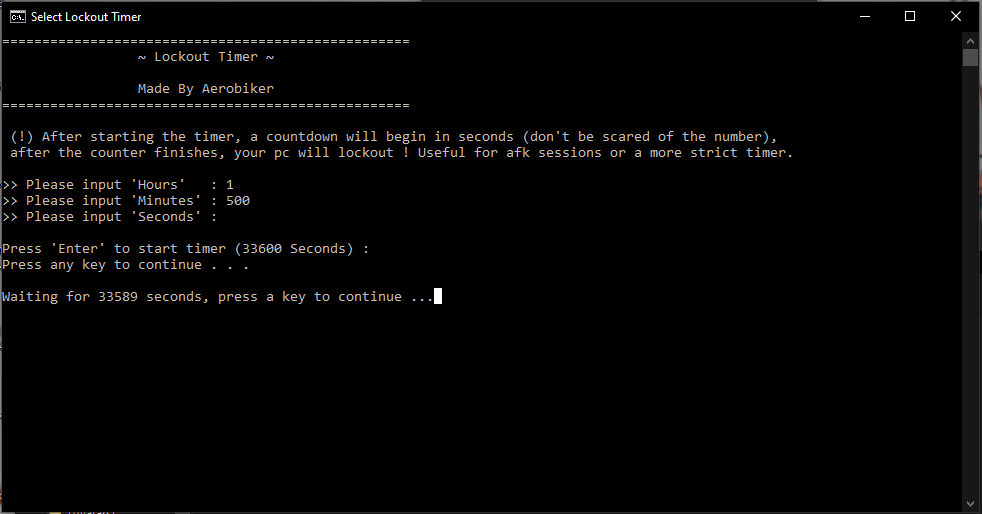 Select Lockout Timer
===================================================
~ Lockout Timer ~
Made By Aerobiker
===================================================
(!) After starting the timer, a countdown will begin in seconds (don't be scared of the number),
after the counter finishes, your pc will lockout ! Useful for afk sessions or a more strict timer.
>> Please input 'Hours'   : 1
>> Please input 'Minutes' : 500
>> Please input 'Seconds' :
Press 'Enter' to start timer (33600 Seconds) :
Press any key to continue . . .
Waiting for 33589 seconds, press a key to continue ...